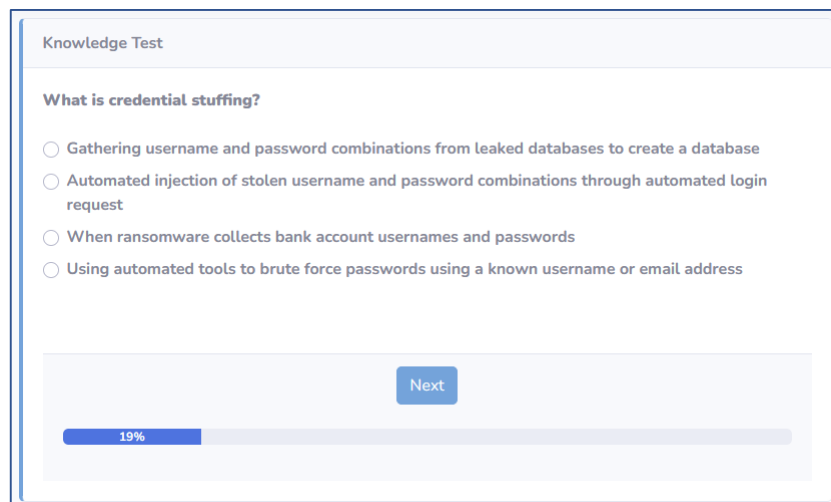 Knowledge Test
What is credential stuffing?
Gathering username and password combinations from leaked databases to create a database
Automated injection of stolen username and password combinations through automated login
request
When ransomware collects bank account usernames and passwords
Using automated tools to brute force passwords using a known username or email address
Next
19%